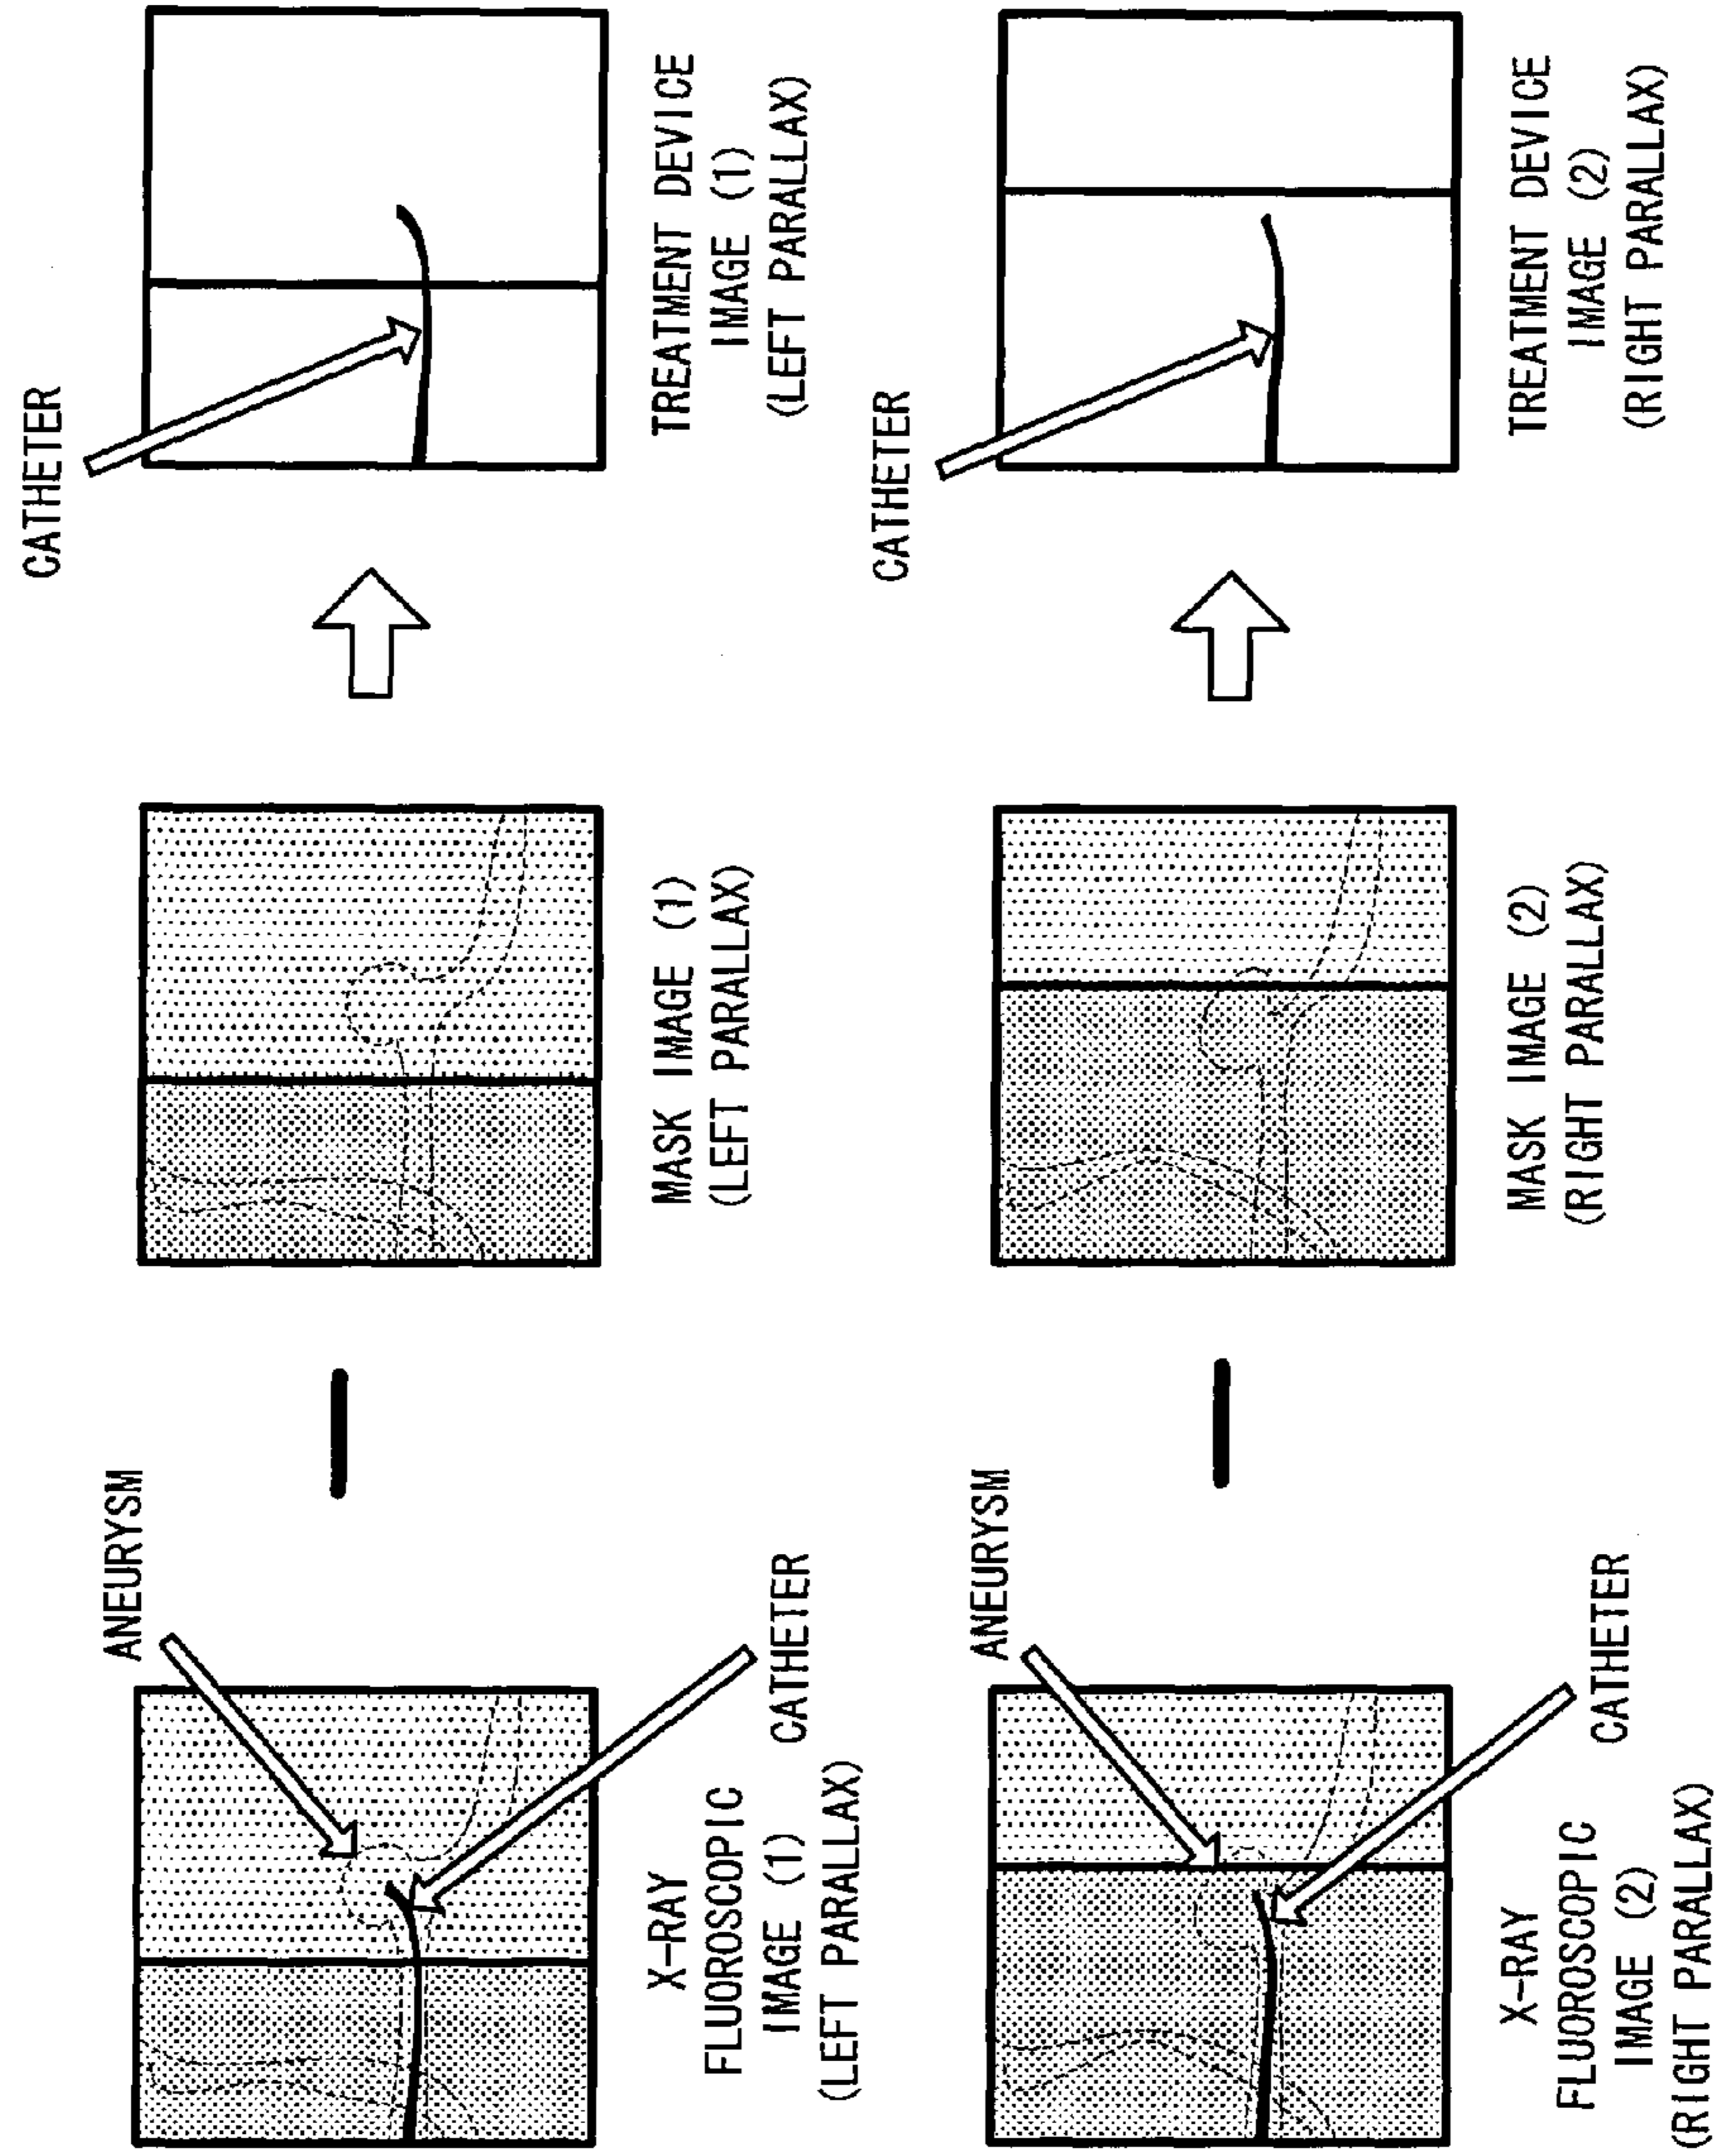 ANEURYSM
CATHETER
X-RAY
FLUOROSCOPIC
IMAGE (1)
(LEFT PARALLAX)
CATHETER
MASK IMAGE (1)
(LEFT PARALLAX)
TREATMENT DEVICE
IMAGE (1)
(LEFT PARALLAX)
ANEURYSM
CATHETER
X-RAY
FLUOROSCOPIC
IMAGE (2)
(RIGHT PARALLAX)
CATHETER
MASK IMAGE (2)
(RIGHT PARALLAX)
TREATMENT DEVICE
IMAGE (2)
(RIGHT PARALLAX)